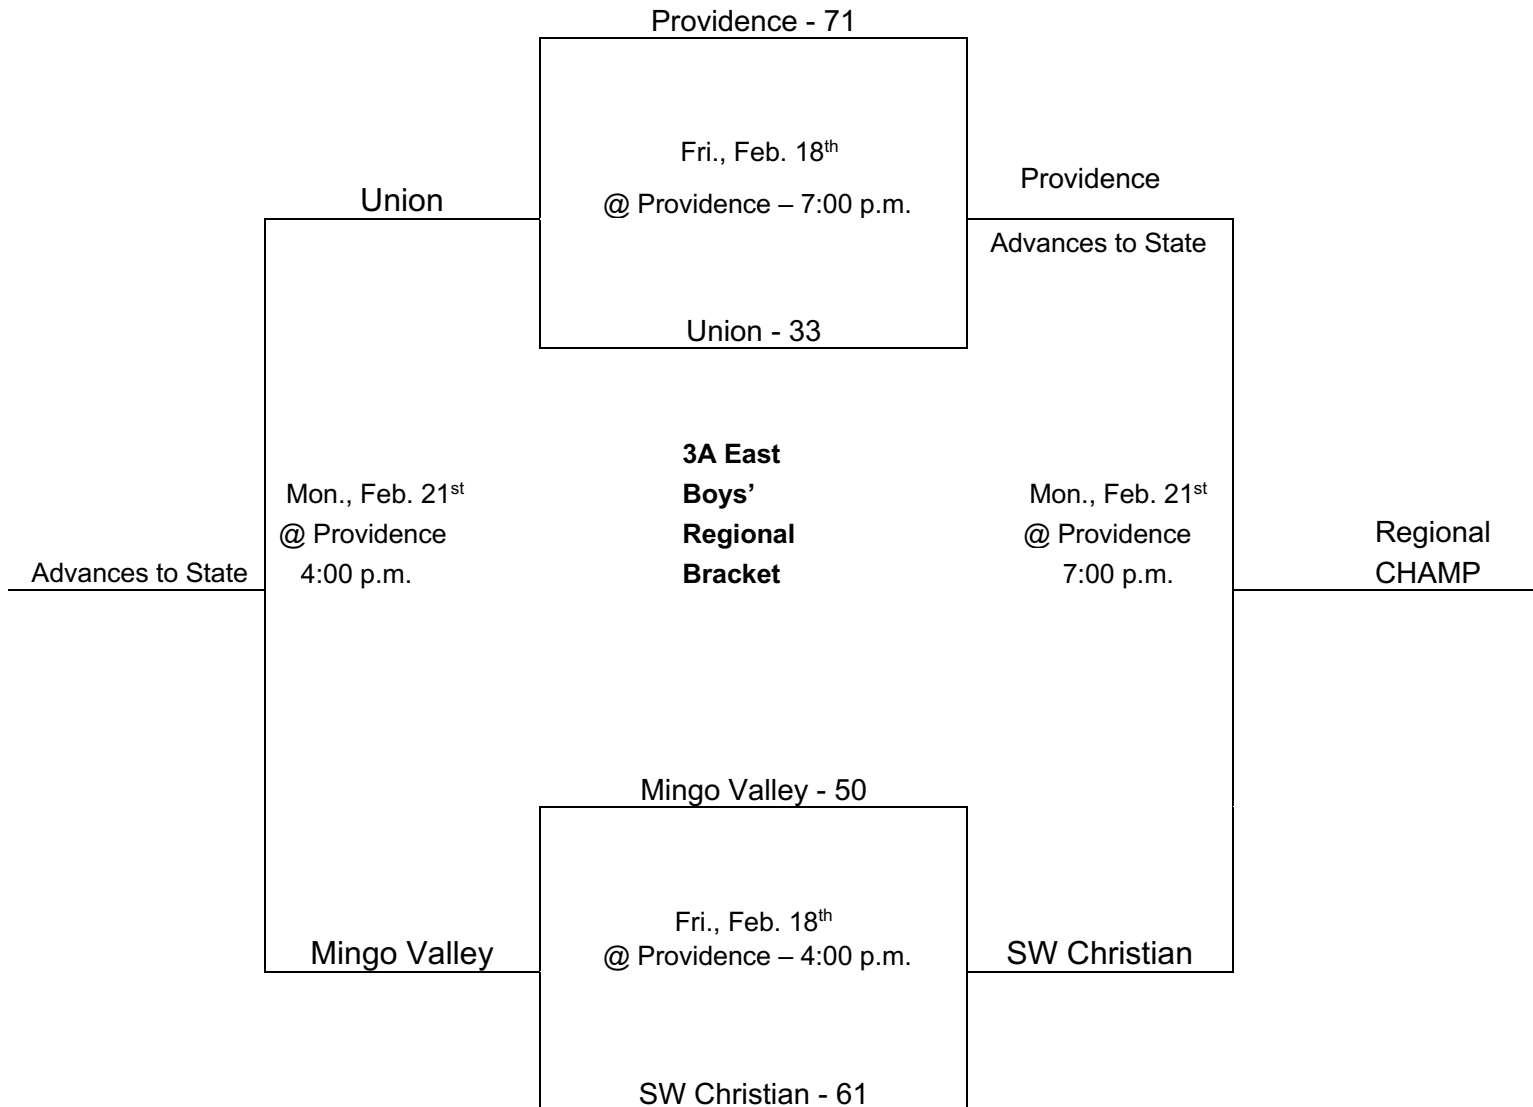 Providence - 71
Fri., Feb. 18th
@ Providence – 7:00 p.m.
Union
Providence
Advances to State
Union - 33
3A East
Boys’
Regional
Bracket
Mon., Feb. 21st
@ Providence
4:00 p.m.
Advances to State
Mon., Feb. 21st
@ Providence
7:00 p.m.
Regional
CHAMP
Mingo Valley - 50
Fri., Feb. 18th
@ Providence – 4:00 p.m.
Mingo Valley
SW Christian
SW Christian - 61